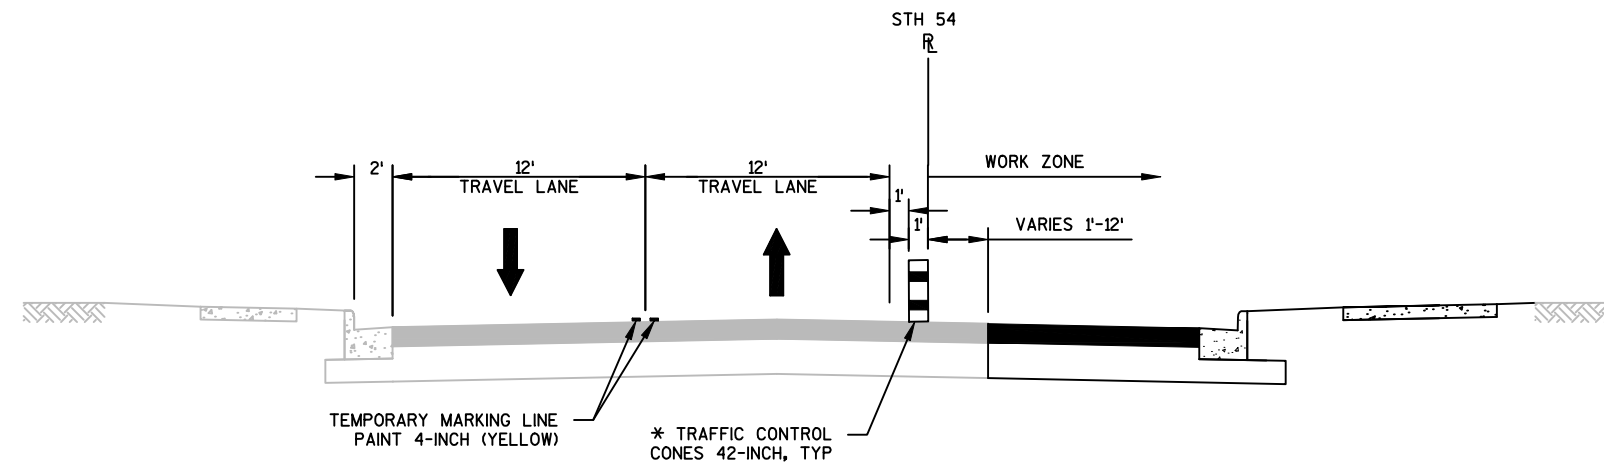 STH 54
RL
2'
12'
TRAVEL LANE
12'
TRAVEL LANE
WORK ZONE
1'
1'
VARIES 1'-12'
TEMPORARY MARKING LINE
PAINT 4-INCH (YELLOW)
* TRAFFIC CONTROL
CONES 42-INCH, TYP